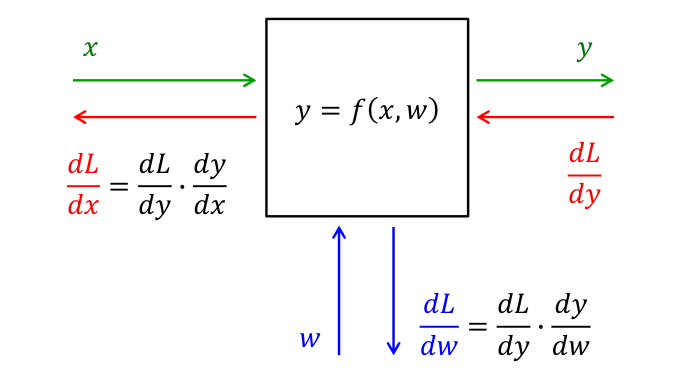 x
y
y = f(x, w)
dL/dx = dL/dy · dy/dx
dL/dy
w
dL/dw = dL/dy · dy/dw